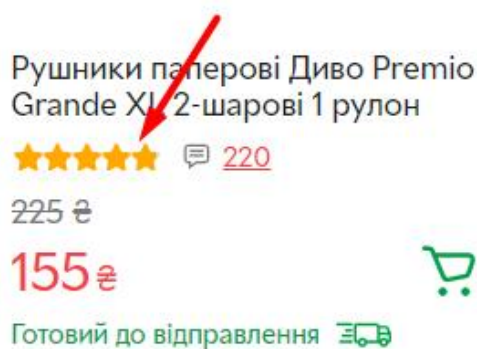 Рушники паперові Диво Premio
Grande XL 2-шарові 1 рулон
220
225 ₴
155 ₴
Готовий до відправлення